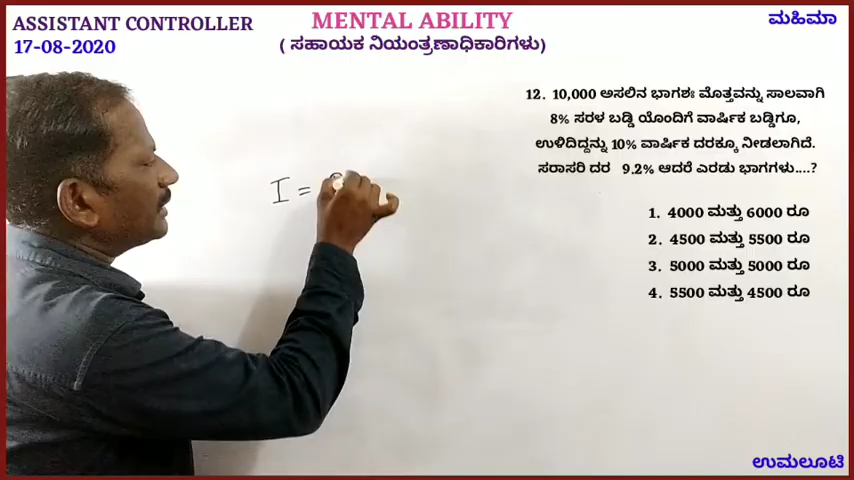 ASSISTANT CONTROLLER
17-08-2020
MENTAL ABILITY
( ಸಹಾಯಕ ನಿಯಂತ್ರಣಾಧಿಕಾರಿಗಳು)
ಮಹಿಮಾ
12. 10,000 ಅಸಲಿನ ಭಾಗಶಃ ಮೊತ್ತವನ್ನು ಸಾಲವಾಗಿ
8% ಸರಳ ಬಡ್ಡಿ ಯೊಂದಿಗೆ ವಾರ್ಷಿಕ ಬಡ್ಡಿಗೂ,
ಉಳಿದಿದ್ದನ್ನು 10% ವಾರ್ಷಿಕ ದರಕ್ಕೂ ನೀಡಲಾಗಿದೆ.
ಸರಾಸರಿ ದರ 9.2% ಆದರೆ ಎರಡು ಭಾಗಗಳು....?
1. 4000 ಮತ್ತು 6000 ರೂ
2. 4500 ಮತ್ತು 5500 ರೂ
3. 5000 ಮತ್ತು 5000 ರೂ
4. 5500 ಮತ್ತು 4500 ರೂ
I =
ಉಮಲೂಟಿ